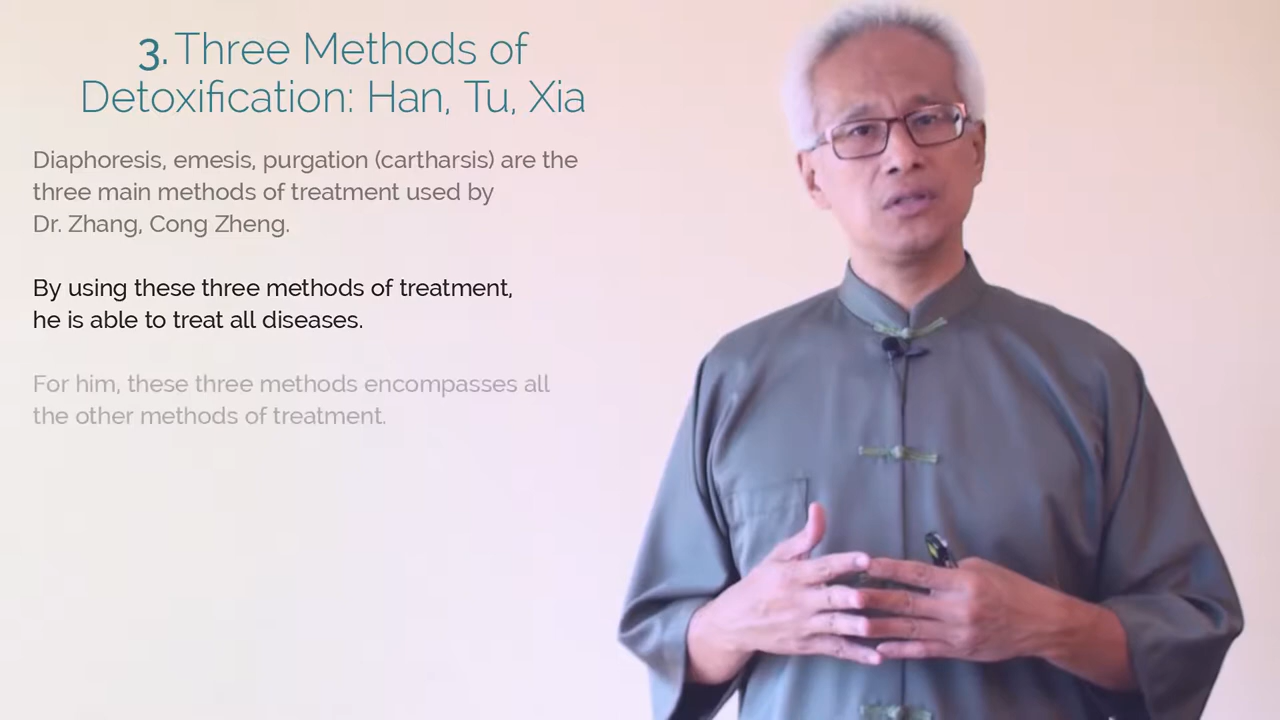 3. Three Methods of
Detoxification: Han, Tu, Xia
Diaphoresis, emesis, purgation (cartharsis) are the
three main methods of treatment used by
Dr. Zhang, Cong Zheng.
By using these three methods of treatment,
he is able to treat all diseases.
For him, these three methods encompasses all
the other methods of treatment.